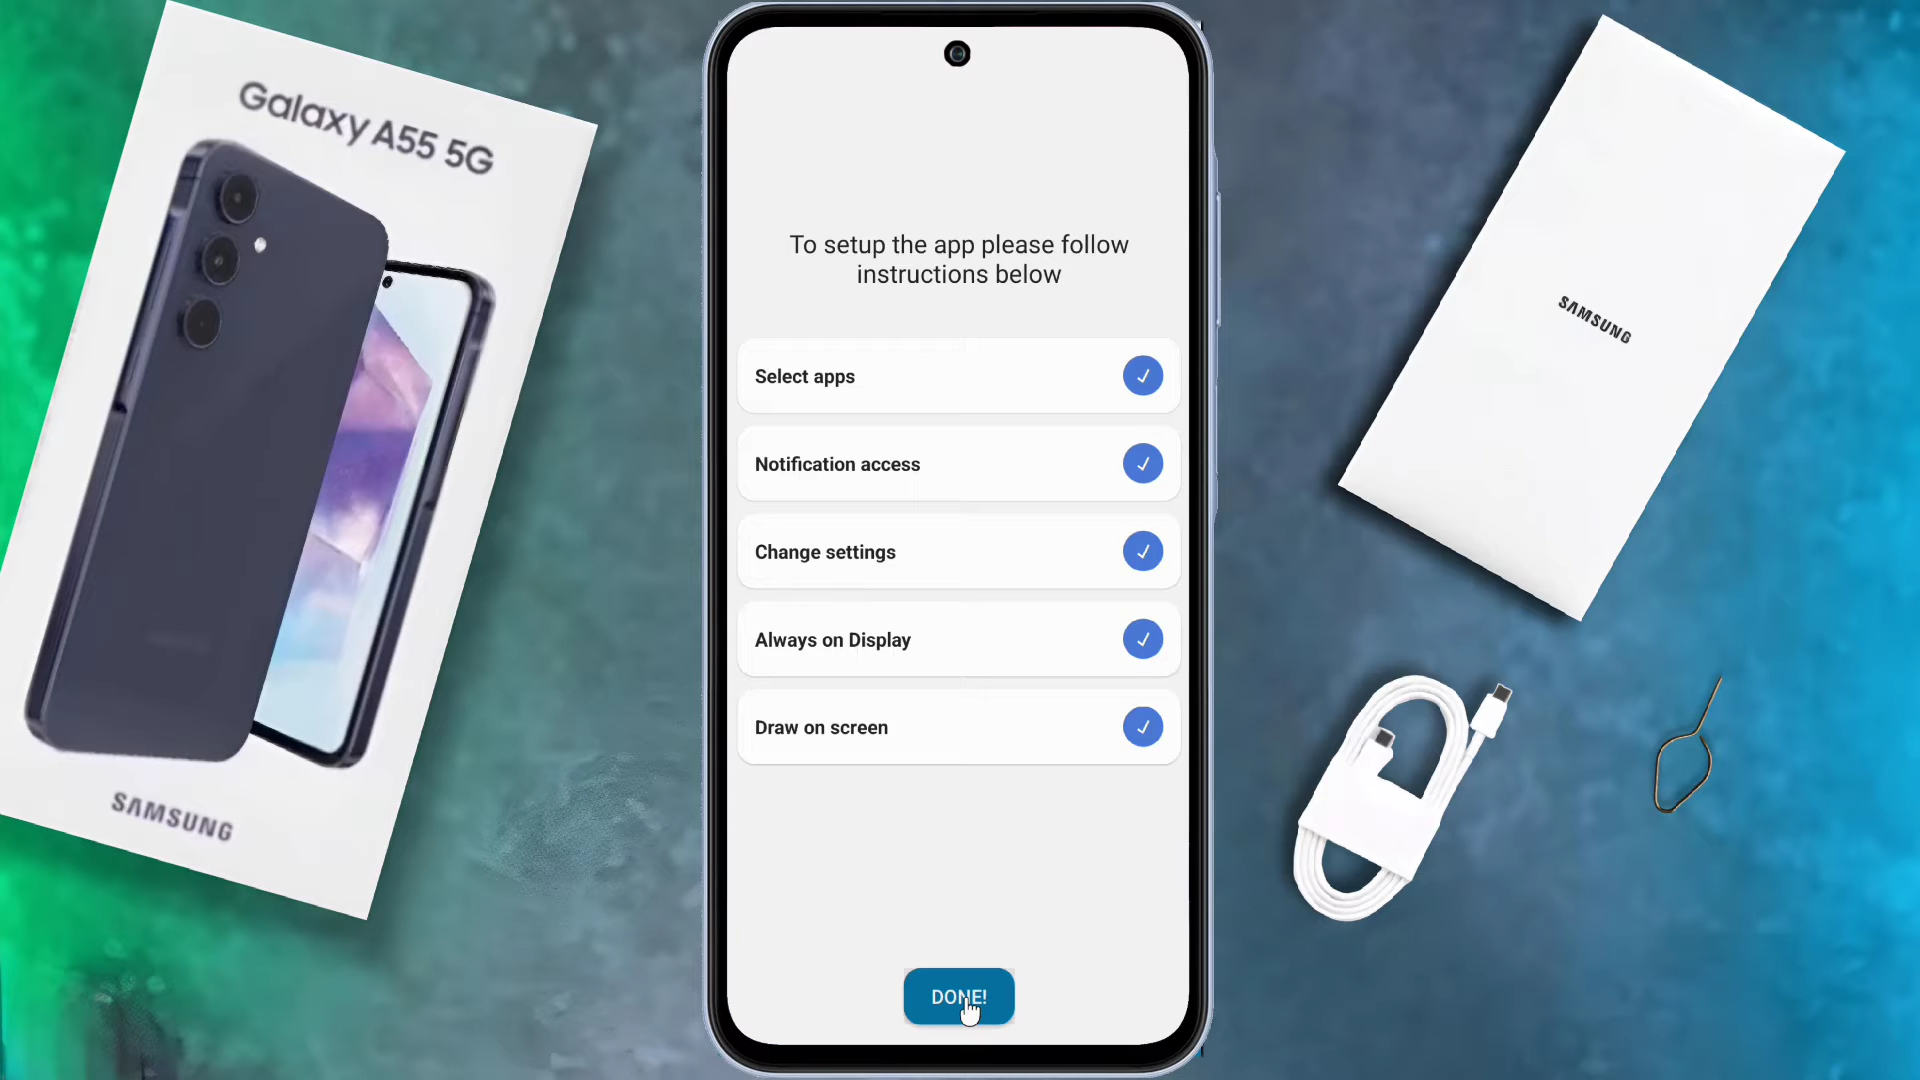 Galaxy A55 5G
SAMSUNG
To setup the app please follow
instructions below
Select apps
Notification access
Change settings
Always on Display
Draw on screen
DONE!
SAMSUNG